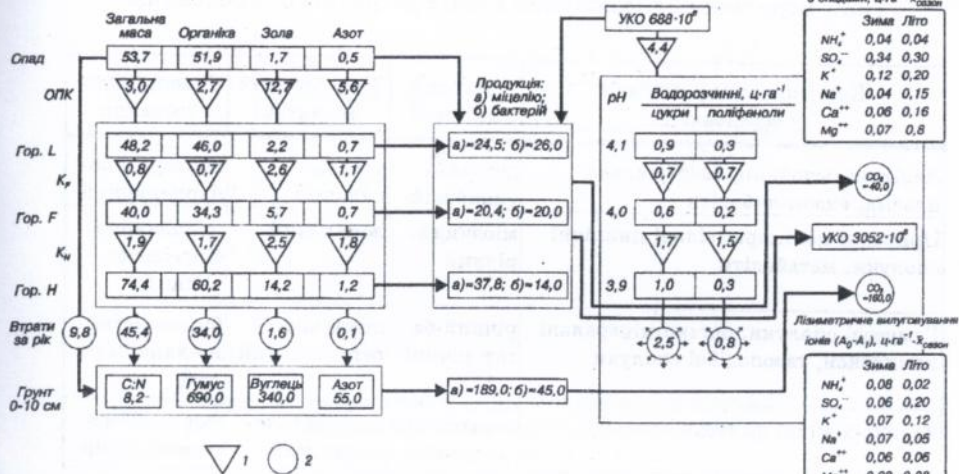 Загальна маса Органіка Зола Азот
Опад 53,7 51,9 1,7 0,5
ОПК 3,0 2,7 12,7 5,6
Гор. L 48,2 46,0 2,2 0,7
K_F 0,8 0,7 2,6 1,1
Гор. F 40,0 34,3 5,7 0,7
K_H 1,9 1,7 2,5 1,8
Гор. H 74,4 60,2 14,2 1,2
Втрати за рік 9,8 45,4 34,0 1,6 0,1
Грунт 0-10 см
C:N 8,2
Гумус 690,0
Вуглець 340,0
Азот 55,0
1 2
Продукція:
а) міцелію;
б) бактерій
а)=24,5; б)=26,0
а)=20,4; б)=20,0
а)=37,8; б)=14,0
а)=189,0; б)=45,0
УКО 688·10⁶
4,4
pH Водорозчинні, ц·га⁻¹
цукри поліфеноли
4,1 0,9 0,3
0,7 0,7
4,0 0,6 0,2
1,7 1,5
3,9 1,0 0,3
2,5 0,8
Зима Літо
NH₄⁺ 0,04 0,04
SO₄⁻⁻ 0,34 0,30
K⁺ 0,12 0,20
Na⁺ 0,04 0,15
Ca⁺⁺ 0,06 0,16
Mg⁺⁺ 0,07 0,8
CO₂ -40,0
УКО 3052·10⁶
CO₂ -160,0
Лізиметричне вилуговування
іонів (A₀-A₁), ц·га⁻¹·x̄сезон
Зима Літо
NH₄⁺ 0,08 0,02
SO₄⁻⁻ 0,06 0,20
K⁺ 0,07 0,12
Na⁺ 0,07 0,05
Ca⁺⁺ 0,06 0,06